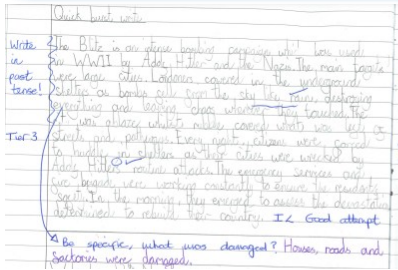 Quick burst write
Write in past tense!
Tier 3
The Blitz is an intense bombing campaign which was used
in WWII by Adolf Hitler and the Nazis. The main targets
were large cities. Londoners covered in the underground
shelters as bombs fell from the sky like rain, destroying
everything and leaving chaos wherever they touched. The
was ablaze whilst rubble covered what was left of
streets and pathways. Every night, citizens were forced
to huddle in shelters as their cities were wrecked by
Adolf Hitler's routine attacks. The emergency services and
fire brigade were working constantly to ensure the residents
safety. In the morning, they emerged to assess the devastation
determined to rebuild their country. I< Good attempt
Be specific, what was damaged? Houses, roads and
factories were damaged.